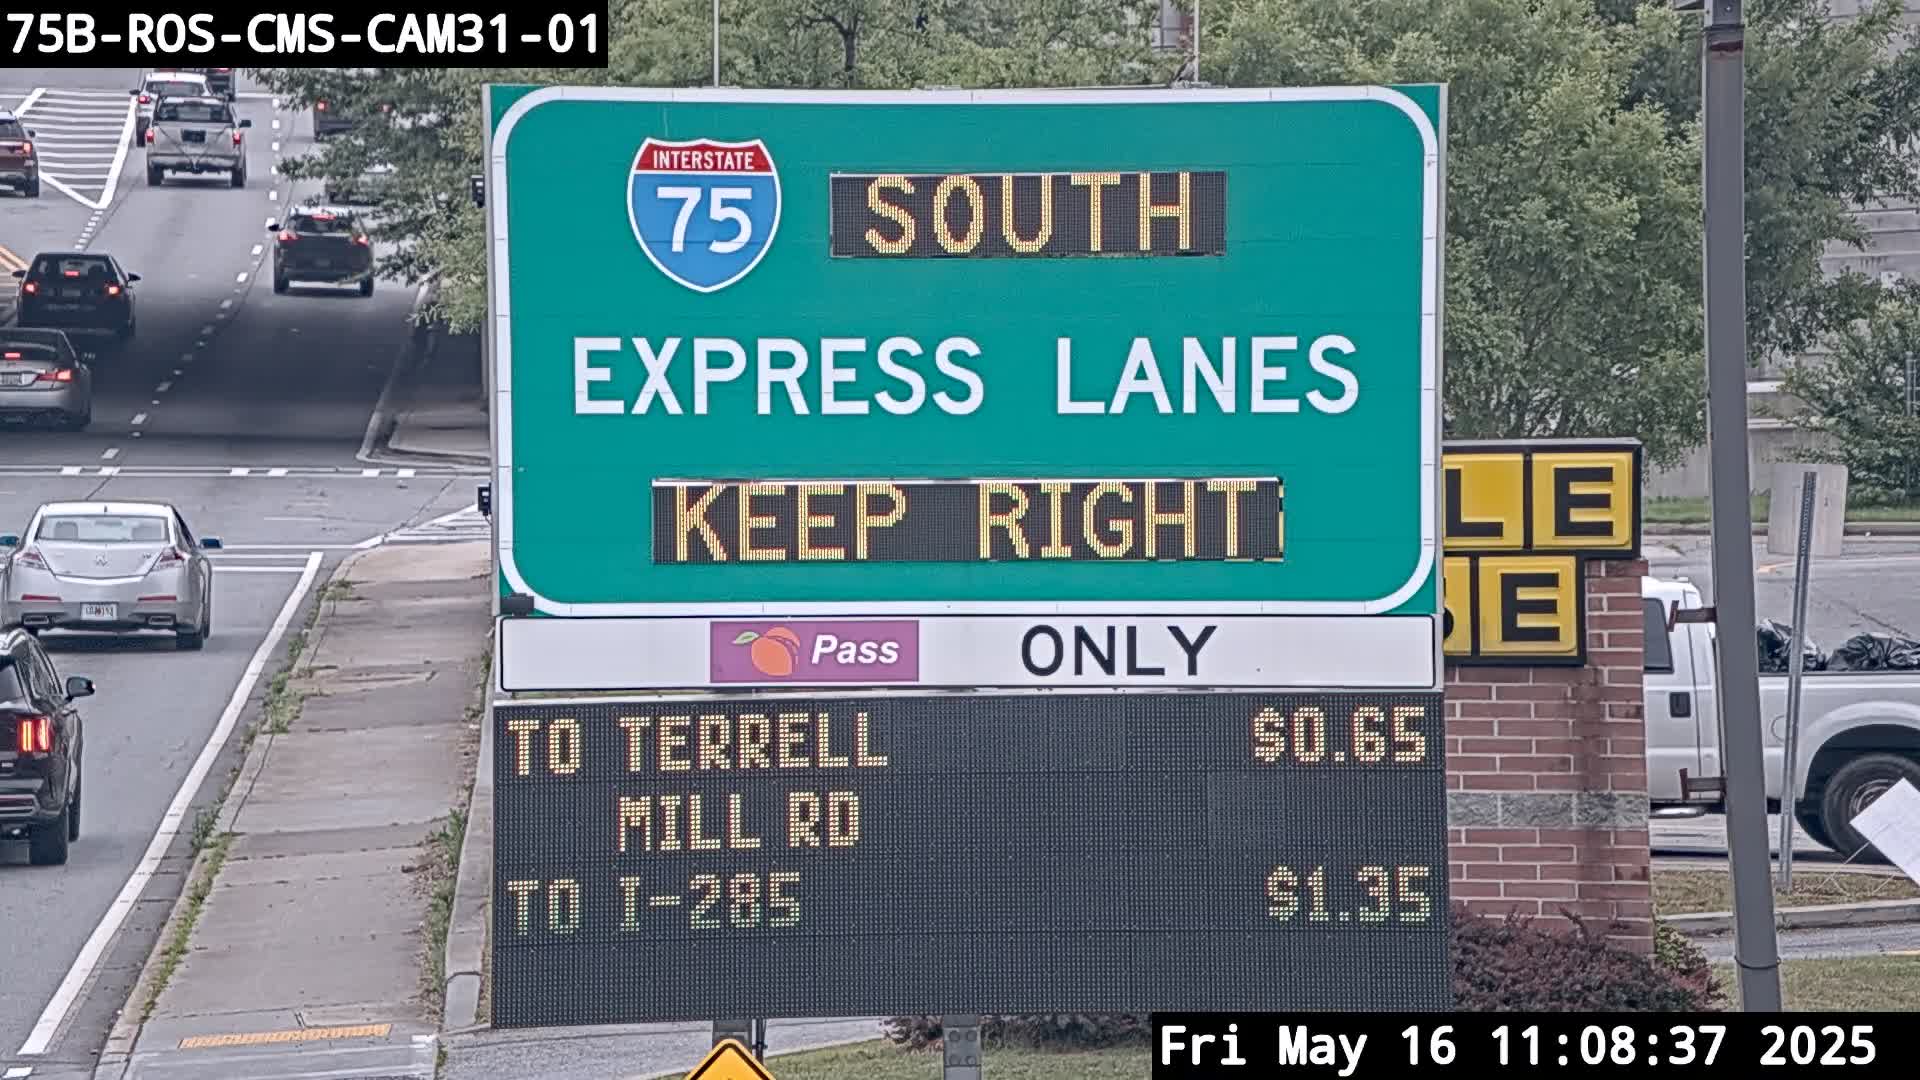 75B-ROS-CMS-CAM31-01
INTERSTATE
75
SOUTH
EXPRESS LANES
KEEP RIGHT
Pass ONLY
TO TERRELL $0.65
MILL RD
TO I-285 $1.35
LE
E
Fri May 16 11:08:37 2025